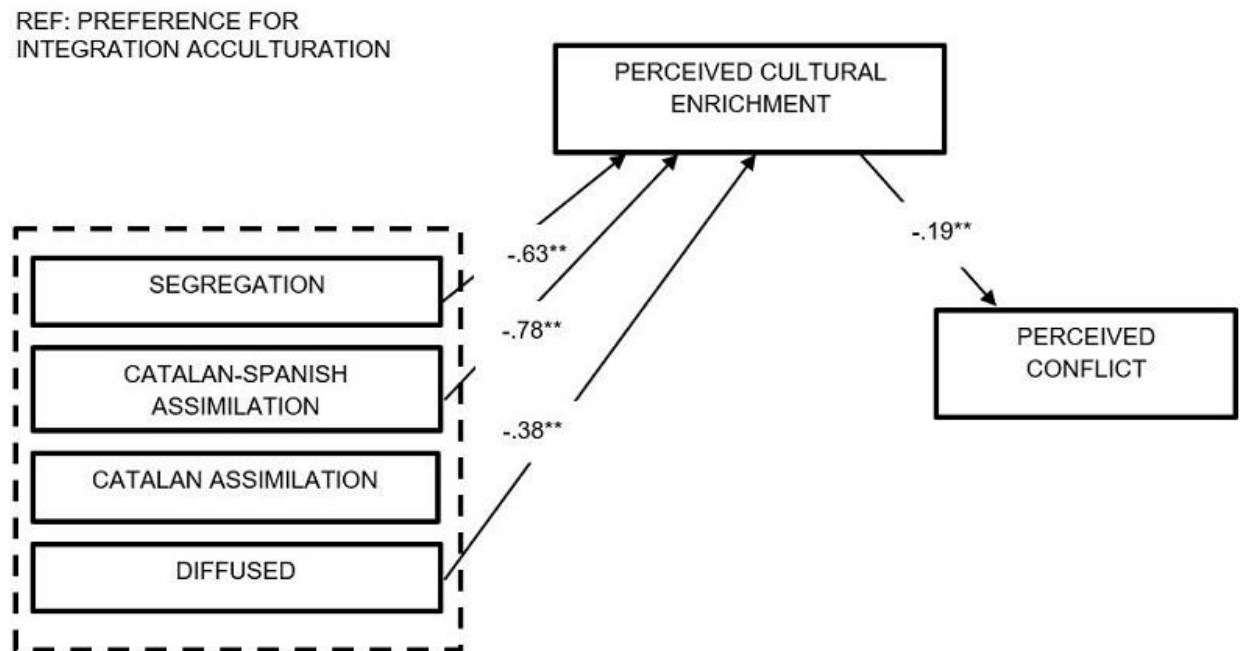 REF: PREFERENCE FOR
INTEGRATION ACCULTURATION
PERCEIVED CULTURAL
ENRICHMENT
-.63**
-.19**
SEGREGATION
-.78**
PERCEIVED
CONFLICT
CATALAN-SPANISH
ASSIMILATION
-.38**
CATALAN ASSIMILATION
DIFFUSED